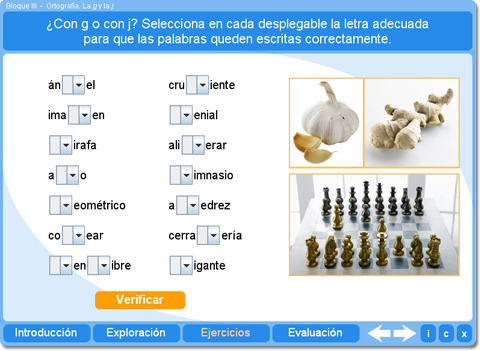 Bloque III - Ortografía. La g y la j.
¿Con g o con j? Selecciona en cada desplegable la letra adecuada
para que las palabras queden escritas correctamente.
án el
cru iente
ima en
enial
irafa
ali erar
a o
imnasio
eométrico
a edrez
co ear
cerra ería
en ibre
igante
Verificar
Introducción
Exploración
Ejercicios
Evaluación
i
c
x